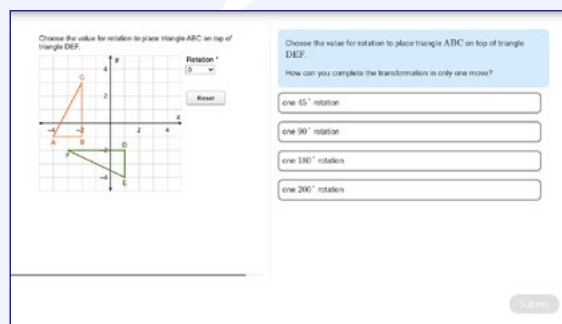 Choose the value for rotation to place triangle ABC on top of
triangle DEF.
Rotation °
0
Reset
y
x
4
2
-4
-2
2
4
-2
-4
C
A
B
D
F
E
Choose the value for rotation to place triangle ABC on top of triangle
DEF.
How can you complete the transformation in only one move?
one 45° rotation
one 90° rotation
one 180° rotation
one 200° rotation
Submit